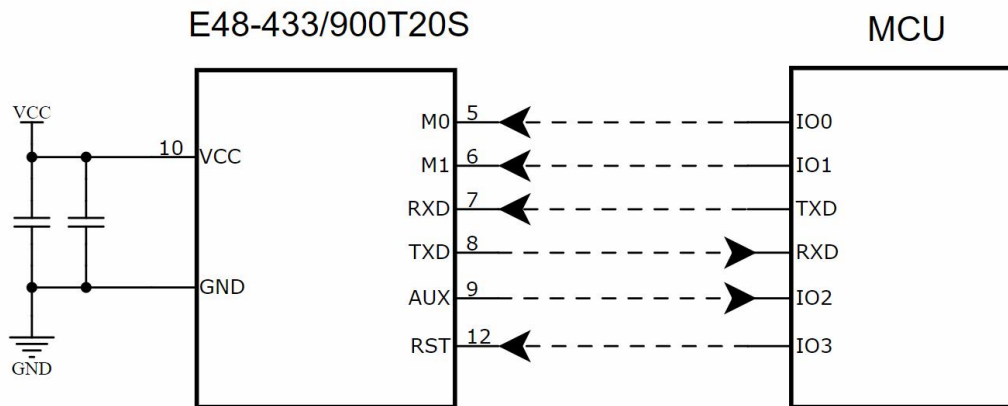 E48-433/900T20S
MCU
VCC
M0 5 IO0
10 VCC
M1 6 IO1
RXD 7 TXD
TXD 8 RXD
GND
AUX 9 IO2
RST 12 IO3
GND